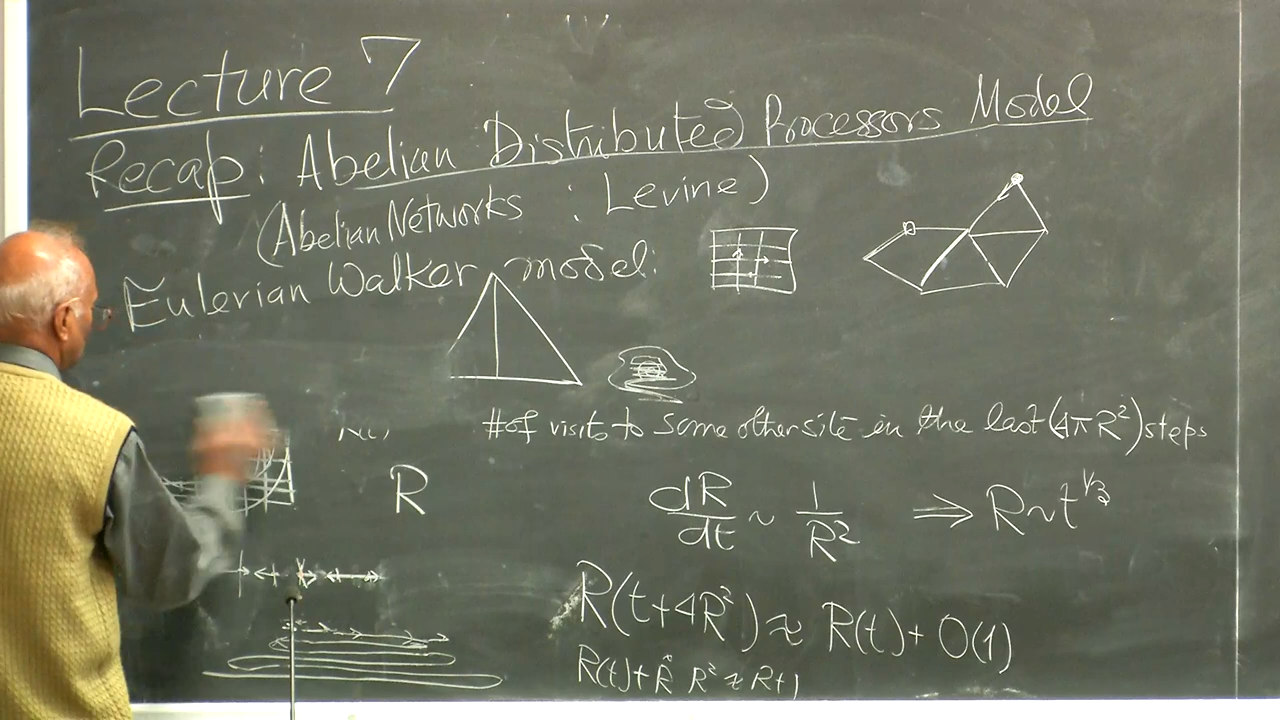 Lecture 7
Recap: Abelian Distributed Processors Model
(Abelian Networks : Levine)
Eulerian Walker model:
# of visits to some other site in the last (4πR²) steps
R
dR/dt ~ 1/R² ⇒ R~t^1/3
R(t+4R²) ≈ R(t) + O(1)
R(t)+Ṙ R² ≈ R+1